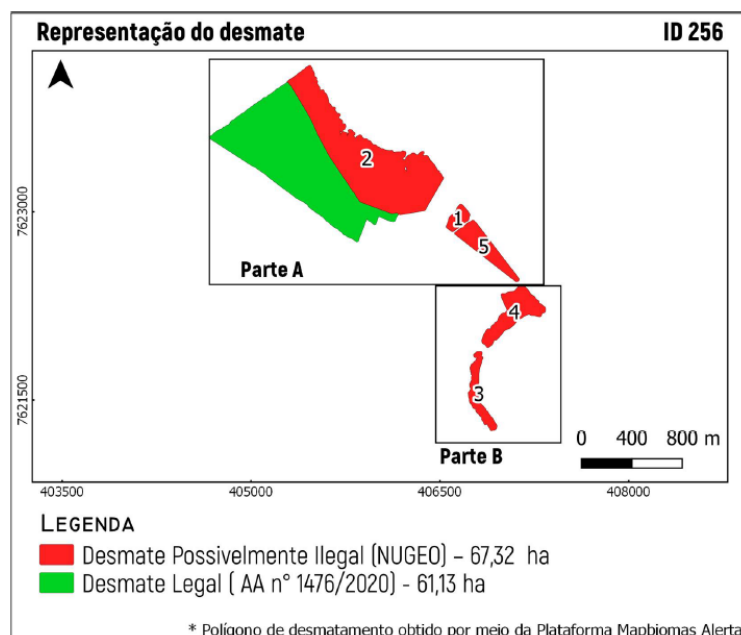 Representação do desmate ID 256
2
1
5
Parte A
4
3
Parte B
0 400 800 m
7623000
7621500
403500 405000 406500 408000
LEGENDA
Desmate Possivelmente Ilegal (NUGEO) – 67,32 ha
Desmate Legal ( AA n° 1476/2020) - 61,13 ha
* Polígono de desmatamento obtido por meio da Plataforma Mapbiomas Alerta